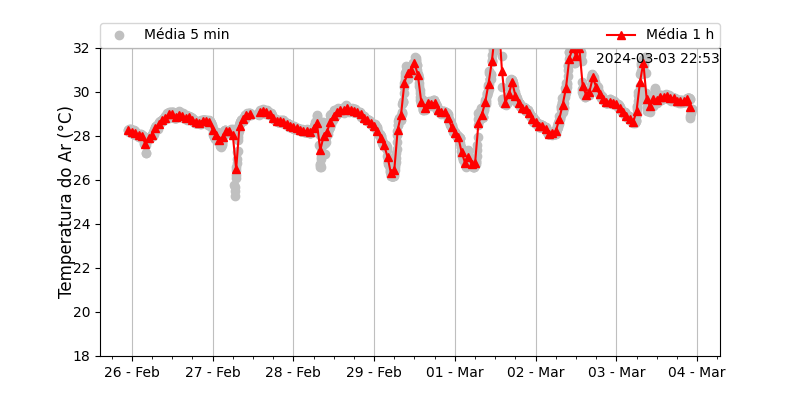 Média 5 min
Média 1 h
2024-03-03 22:53
Temperatura do Ar (°C)
32
30
28
26
24
22
20
18
26 - Feb
27 - Feb
28 - Feb
29 - Feb
01 - Mar
02 - Mar
03 - Mar
04 - Mar